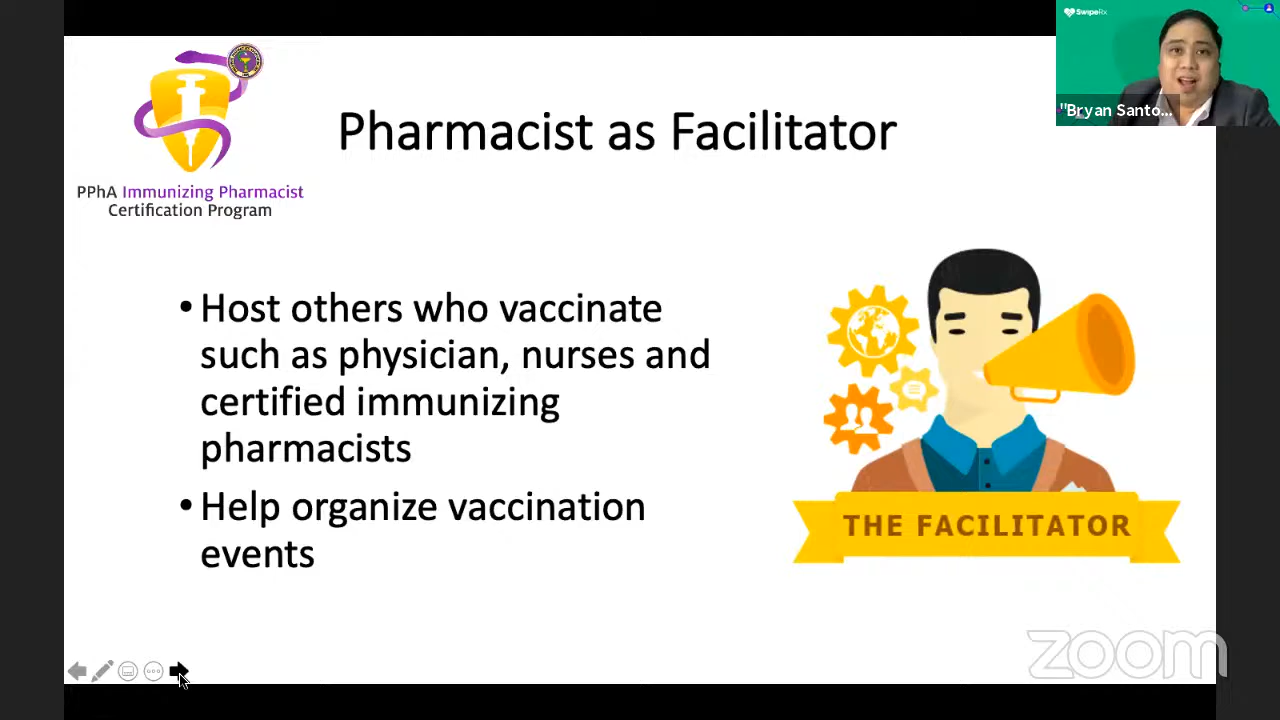 SwipeRx
"Bryan Santo...
Pharmacist as Facilitator
PPhA Immunizing Pharmacist
Certification Program
• Host others who vaccinate
such as physician, nurses and
certified immunizing
pharmacists
• Help organize vaccination
events
THE FACILITATOR
zoom